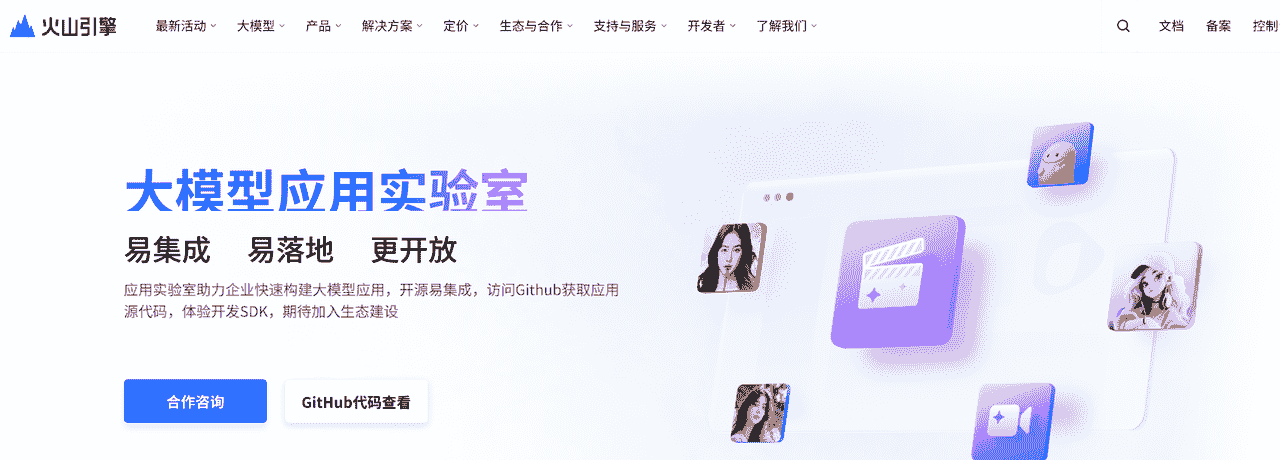 火山引擎 最新活动 大模型 产品 解决方案 定价 生态与合作 支持与服务 开发者 了解我们 文档 备案 控制
大模型应用实验室
易集成 易落地 更开放
应用实验室助力企业快速构建大模型应用，开源易集成，访问Github获取应用
源代码，体验开发SDK，期待加入生态建设
合作咨询 GitHub代码查看